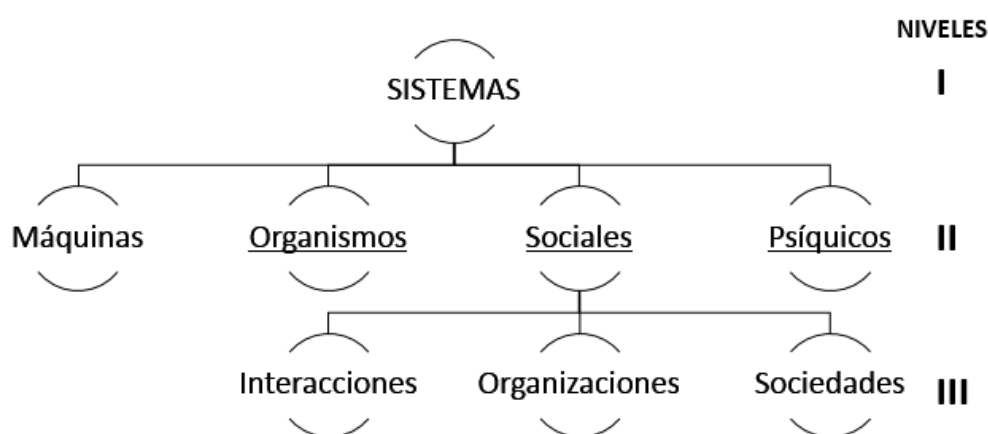 NIVELES
SISTEMAS I
Máquinas Organismos Sociales Psíquicos II
Interacciones Organizaciones Sociedades III